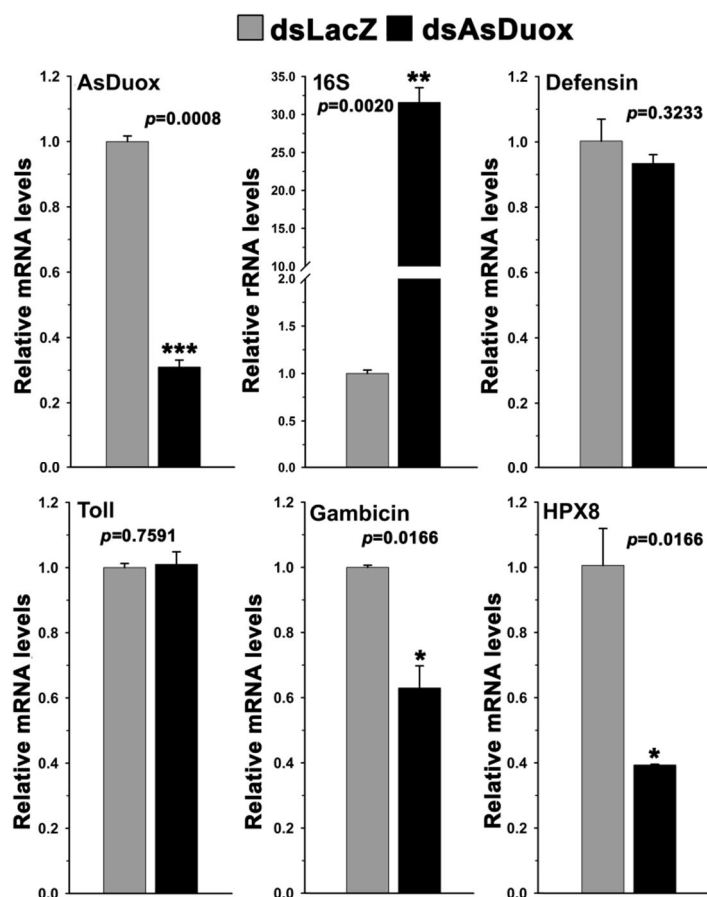 dsLacZ dsAsDuox
AsDuox
p=0.0008
***
Relative mRNA levels
1.2
1.0
0.8
0.6
0.4
0.2
0.0
16S
p=0.0020
**
Relative rRNA levels
35.0
30.0
25.0
20.0
15.0
10.0
2.0
1.5
1.0
0.5
0.0
Defensin
p=0.3233
Relative mRNA levels
1.2
1.0
0.8
0.6
0.4
0.2
0.0
Toll
p=0.7591
Relative mRNA levels
1.2
1.0
0.8
0.6
0.4
0.2
0.0
Gambicin
p=0.0166
*
Relative mRNA levels
1.2
1.0
0.8
0.6
0.4
0.2
0.0
HPX8
p=0.0166
*
Relative mRNA levels
1.2
1.0
0.8
0.6
0.4
0.2
0.0